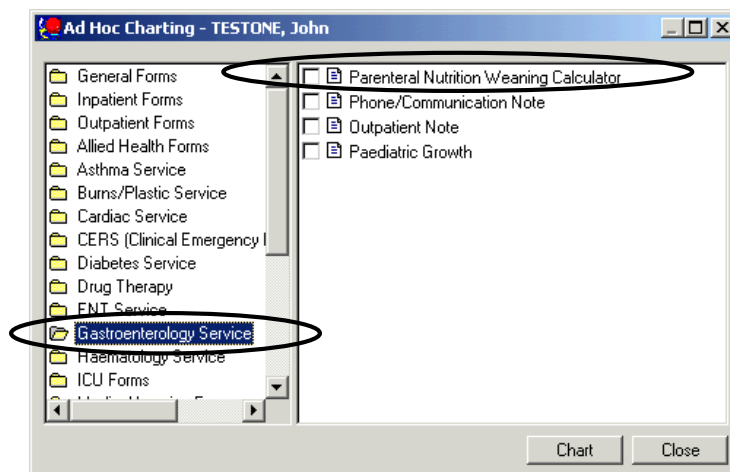 Ad Hoc Charting - TESTONE, John
General Forms
Inpatient Forms
Outpatient Forms
Allied Health Forms
Asthma Service
Burns/Plastic Service
Cardiac Service
CERS (Clinical Emergency
Diabetes Service
Drug Therapy
ENT Service
Gastroenterology Service
Haematology Service
ICU Forms
Parenteral Nutrition Weaning Calculator
Phone/Communication Note
Outpatient Note
Paediatric Growth
Chart
Close